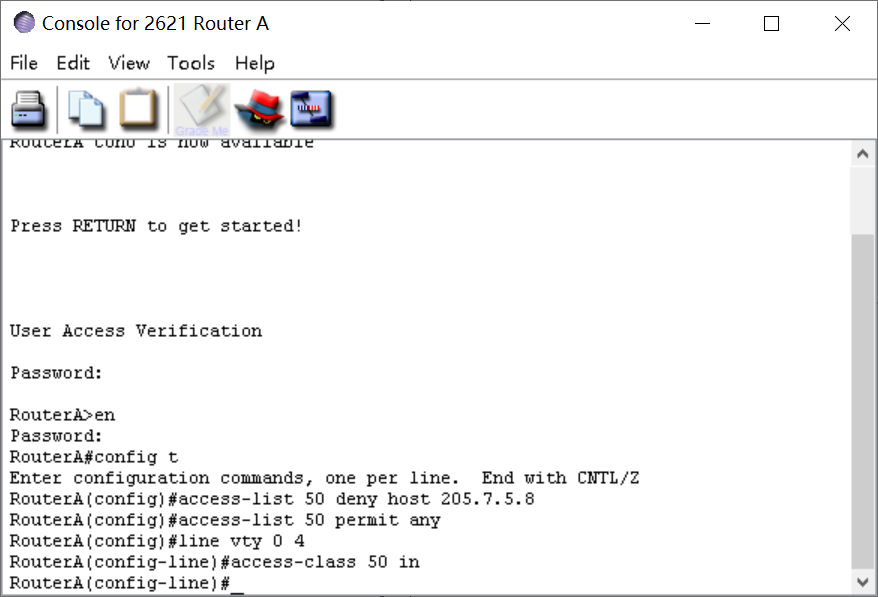 Console for 2621 Router A
File Edit View Tools Help
Grade Me
RouterA con0 is now available
Press RETURN to get started!
User Access Verification
Password:
RouterA>en
Password:
RouterA#config t
Enter configuration commands, one per line.  End with CNTL/Z
RouterA(config)#access-list 50 deny host 205.7.5.8
RouterA(config)#access-list 50 permit any
RouterA(config)#line vty 0 4
RouterA(config-line)#access-class 50 in
RouterA(config-line)#_